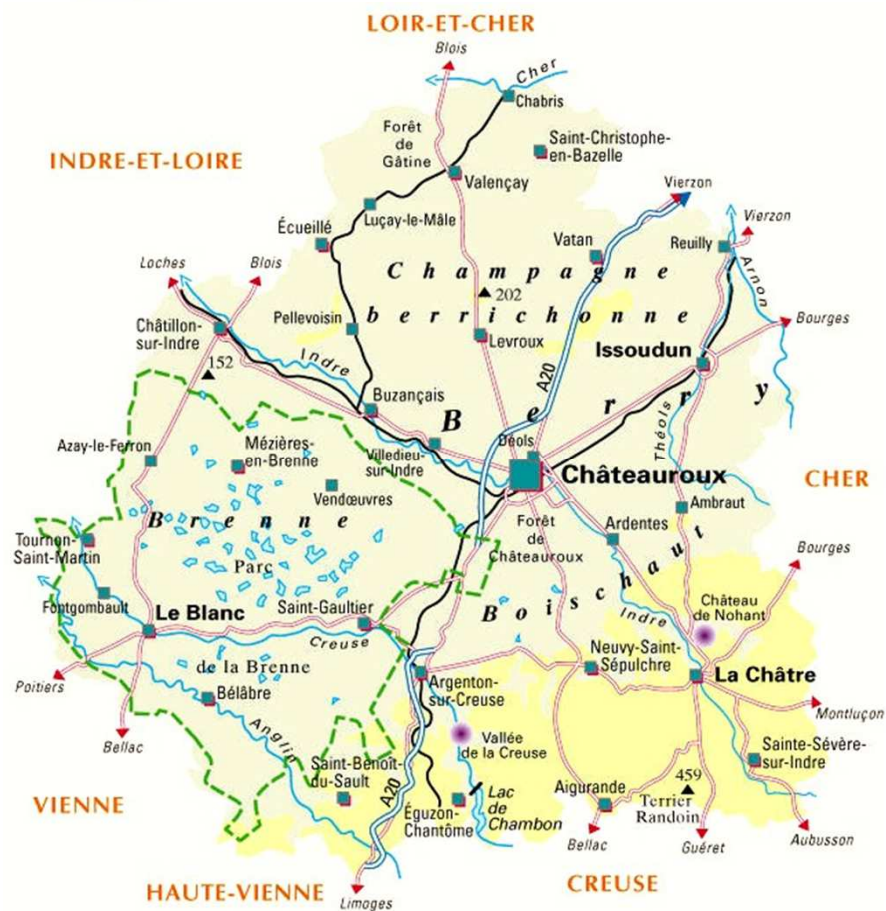 LOIR-ET-CHER
Blois
Cher
Chabris
Forêt
de
Gâtine
Saint-Christophe-
en-Bazelle
INDRE-ET-LOIRE
Valençay
Vierzon
Luçay-le-Mâle
Écueillé
Vatan
Reuilly
Vierzon
Loches
Blois
Champagne
202
Arnon
Pellevoisin
berrichonne
Bourges
Châtillon-
sur-Indre
Indre
Levroux
Issoudun
152
A20
Buzançais
Berry
Azay-le-Ferron
Mézières-
en-Brenne
Villedieu-
sur-Indre
Déols
Théols
Châteauroux
CHER
Vendœuvres
Ambraut
Brenne
Forêt
de
Châteauroux
Ardentes
Tournon-
Saint-Martin
Parc
Bourges
Boischaut
Fontgombault
Le Blanc
Saint-Gaultier
Indre
Château
de Nohant
Creuse
Neuvy-Saint-
Sépulchre
de la Brenne
La Châtre
Poitiers
Bélâbre
Argenton-
sur-Creuse
Montluçon
Bellac
Anglin
Vallée
de la Creuse
Sainte-Sévère-
sur-Indre
Saint-Benoît-
du-Sault
A20
459
VIENNE
Lac
de
Chambon
Aigurande
Terrier
Randoin
Éguzon-
Chantôme
Bellac
Guéret
Aubusson
HAUTE-VIENNE
Limoges
CREUSE